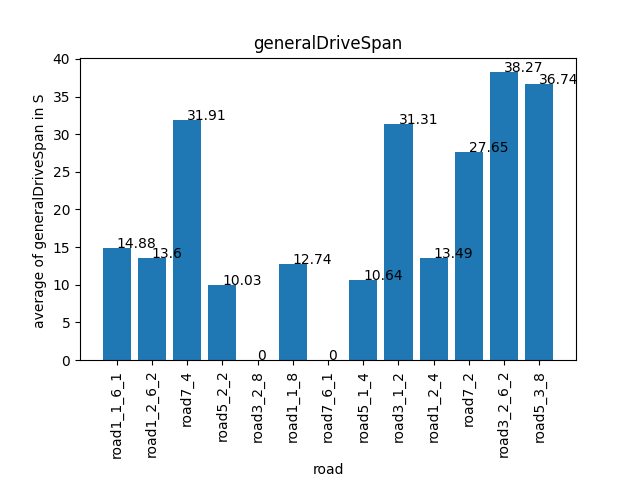 generalDriveSpan
average of generalDriveSpan in S
40
35
30
25
20
15
10
5
0
14.88
13.6
31.91
10.03
0
12.74
0
10.64
31.31
13.49
27.65
38.27
36.74
road1_1_6_1
road1_2_6_2
road7_4
road5_2_2
road3_2_8
road1_1_8
road7_6_1
road5_1_4
road3_1_2
road1_2_4
road7_2
road3_2_6_2
road5_3_8
road